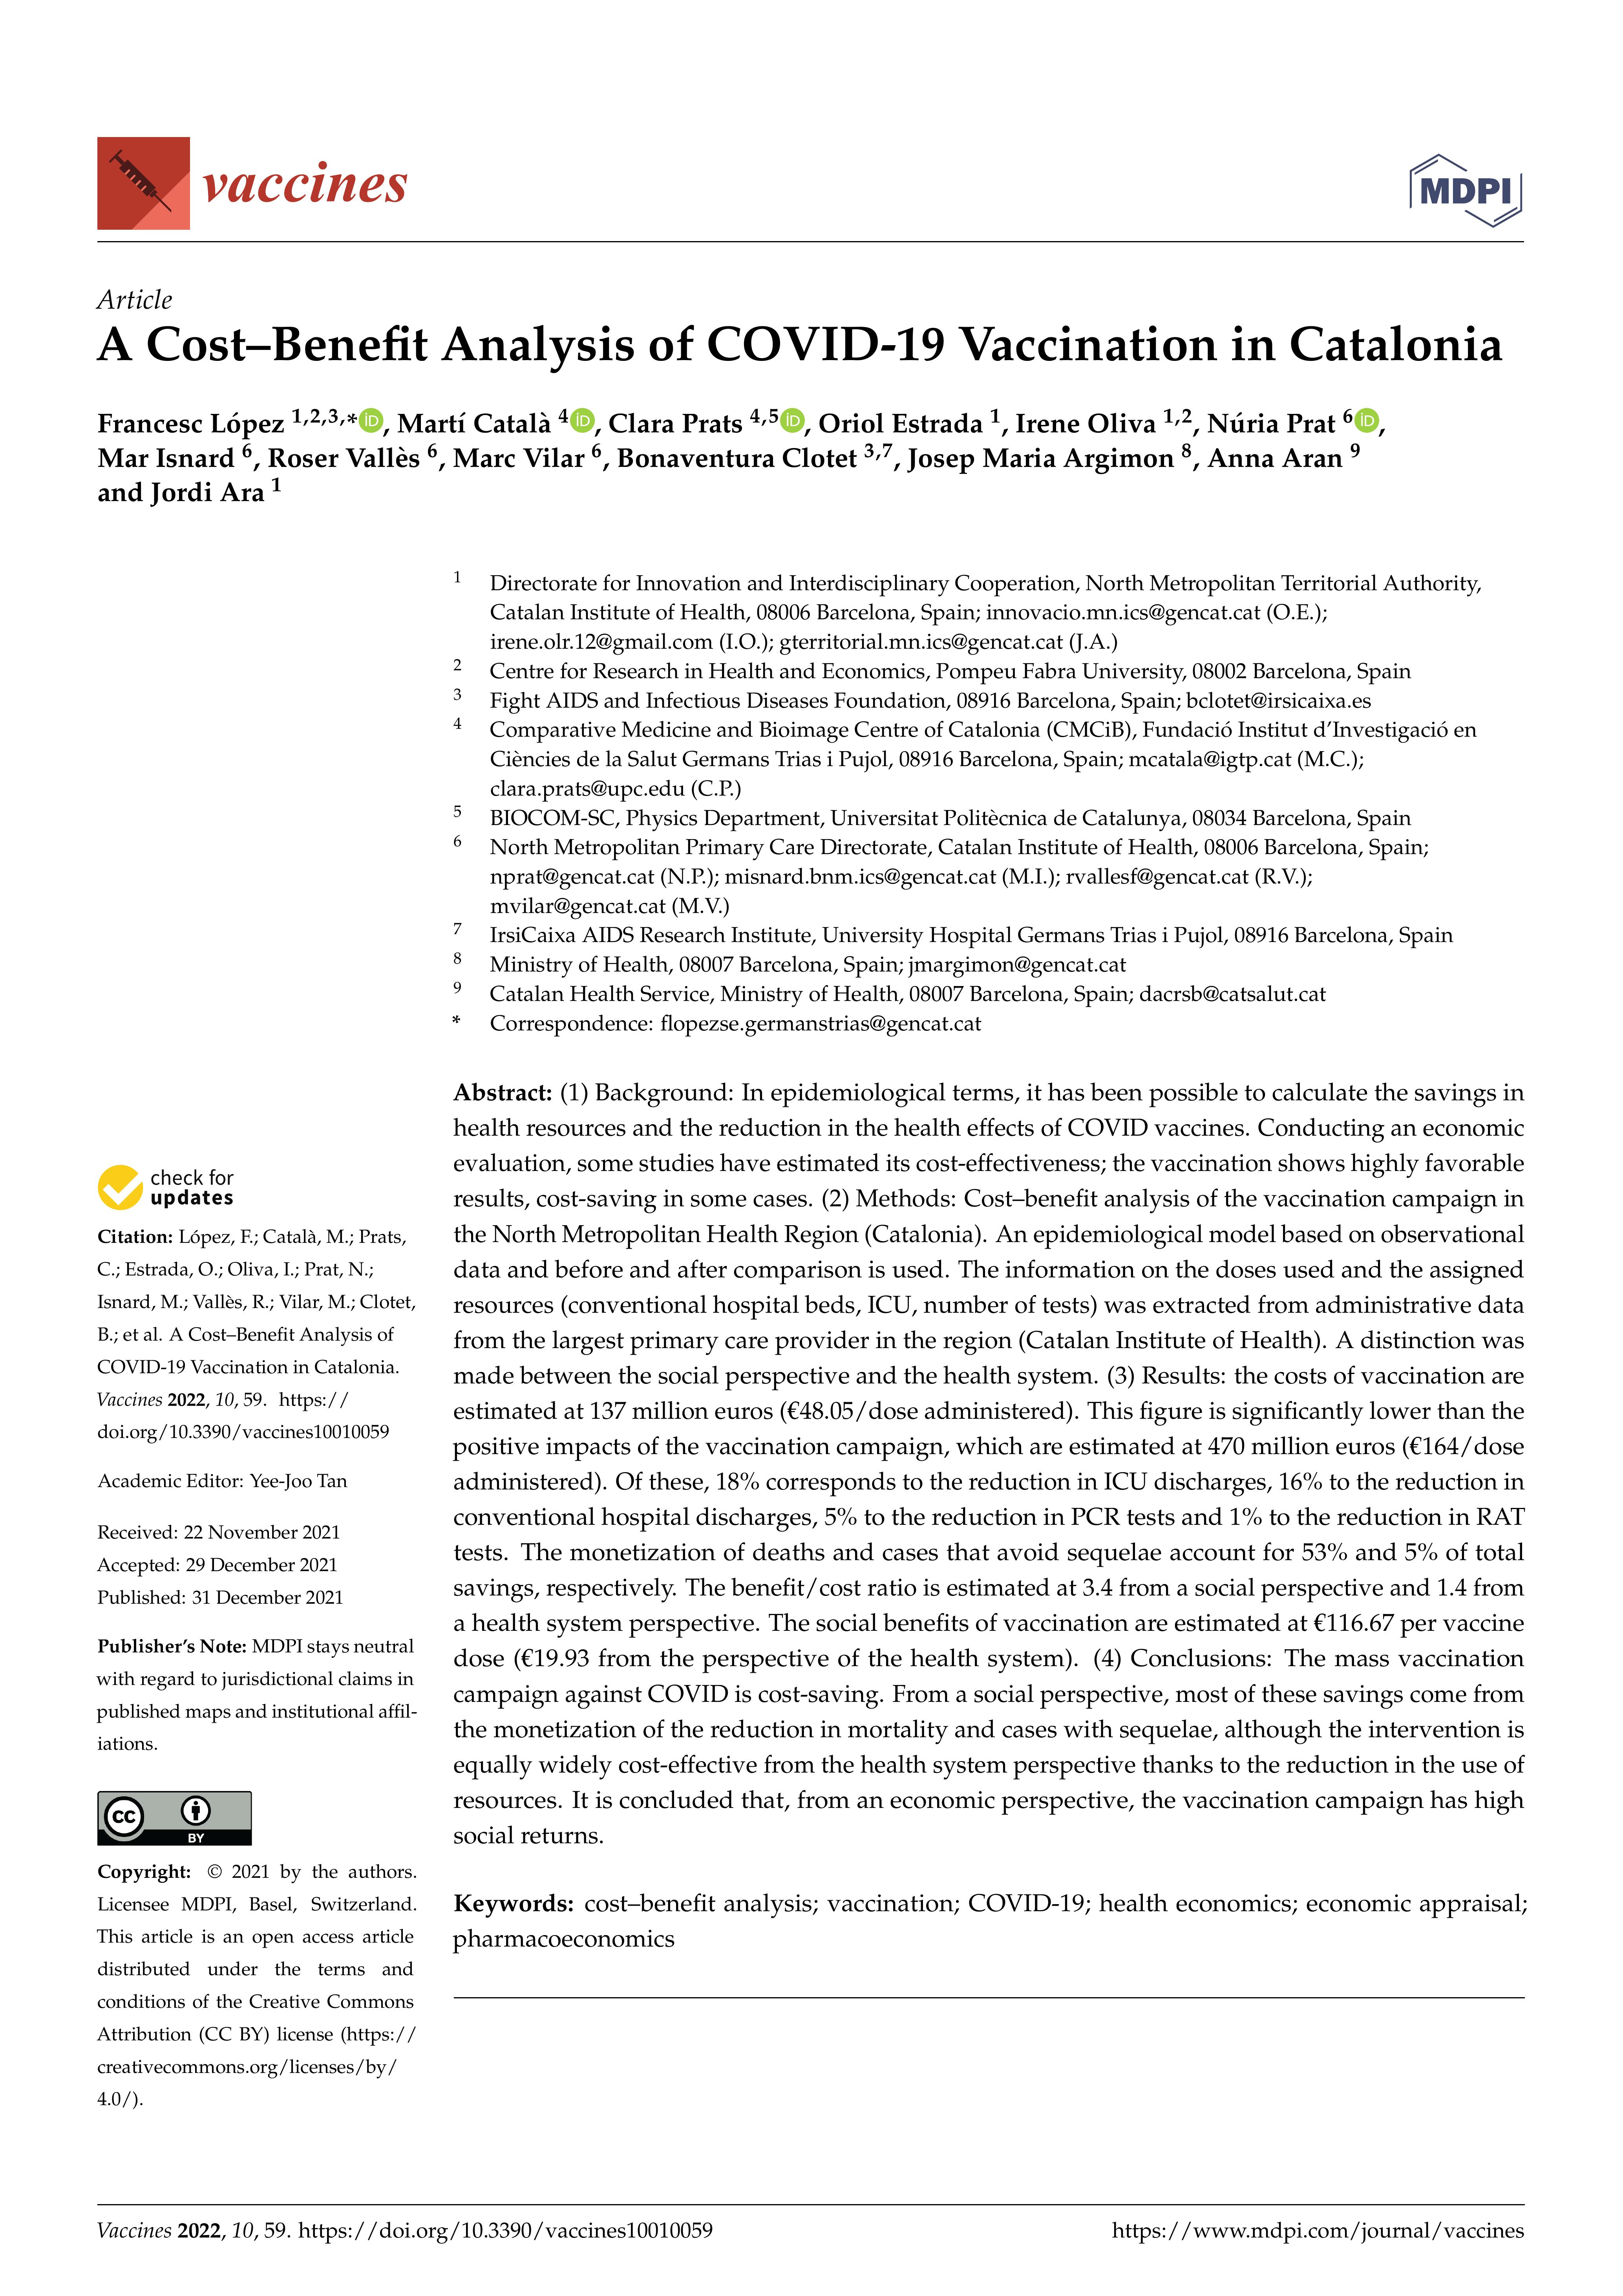 vaccines
MDPI
Article
A Cost–Benefit Analysis of COVID-19 Vaccination in Catalonia
Francesc López 1,2,3,* iD, Martí Català 4 iD, Clara Prats 4,5 iD, Oriol Estrada 1, Irene Oliva 1,2, Núria Prat 6 iD,
Mar Isnard 6, Roser Vallès 6, Marc Vilar 6, Bonaventura Clotet 3,7, Josep Maria Argimon 8, Anna Aran 9
and Jordi Ara 1
1 Directorate for Innovation and Interdisciplinary Cooperation, North Metropolitan Territorial Authority,
Catalan Institute of Health, 08006 Barcelona, Spain; innovacio.mn.ics@gencat.cat (O.E.);
irene.olr.12@gmail.com (I.O.); gterritorial.mn.ics@gencat.cat (J.A.)
2 Centre for Research in Health and Economics, Pompeu Fabra University, 08002 Barcelona, Spain
3 Fight AIDS and Infectious Diseases Foundation, 08916 Barcelona, Spain; bclotet@irsicaixa.es
4 Comparative Medicine and Bioimage Centre of Catalonia (CMCiB), Fundació Institut d'Investigació en
Ciències de la Salut Germans Trias i Pujol, 08916 Barcelona, Spain; mcatala@igtp.cat (M.C.);
clara.prats@upc.edu (C.P.)
5 BIOCOM-SC, Physics Department, Universitat Politècnica de Catalunya, 08034 Barcelona, Spain
6 North Metropolitan Primary Care Directorate, Catalan Institute of Health, 08006 Barcelona, Spain;
nprat@gencat.cat (N.P.); misnard.bnm.ics@gencat.cat (M.I.); rvallesf@gencat.cat (R.V.);
mvilar@gencat.cat (M.V.)
7 IrsiCaixa AIDS Research Institute, University Hospital Germans Trias i Pujol, 08916 Barcelona, Spain
8 Ministry of Health, 08007 Barcelona, Spain; jmargimon@gencat.cat
9 Catalan Health Service, Ministry of Health, 08007 Barcelona, Spain; dacrsb@catsalut.cat
* Correspondence: flopezse.germanstrias@gencat.cat
Abstract: (1) Background: In epidemiological terms, it has been possible to calculate the savings in
health resources and the reduction in the health effects of COVID vaccines. Conducting an economic
evaluation, some studies have estimated its cost-effectiveness; the vaccination shows highly favorable
results, cost-saving in some cases. (2) Methods: Cost–benefit analysis of the vaccination campaign in
the North Metropolitan Health Region (Catalonia). An epidemiological model based on observational
data and before and after comparison is used. The information on the doses used and the assigned
resources (conventional hospital beds, ICU, number of tests) was extracted from administrative data
from the largest primary care provider in the region (Catalan Institute of Health). A distinction was
made between the social perspective and the health system. (3) Results: the costs of vaccination are
estimated at 137 million euros (€48.05/dose administered). This figure is significantly lower than the
positive impacts of the vaccination campaign, which are estimated at 470 million euros (€164/dose
administered). Of these, 18% corresponds to the reduction in ICU discharges, 16% to the reduction in
conventional hospital discharges, 5% to the reduction in PCR tests and 1% to the reduction in RAT
tests. The monetization of deaths and cases that avoid sequelae account for 53% and 5% of total
savings, respectively. The benefit/cost ratio is estimated at 3.4 from a social perspective and 1.4 from
a health system perspective. The social benefits of vaccination are estimated at €116.67 per vaccine
dose (€19.93 from the perspective of the health system). (4) Conclusions: The mass vaccination
campaign against COVID is cost-saving. From a social perspective, most of these savings come from
the monetization of the reduction in mortality and cases with sequelae, although the intervention is
equally widely cost-effective from the health system perspective thanks to the reduction in the use of
resources. It is concluded that, from an economic perspective, the vaccination campaign has high
social returns.
Keywords: cost–benefit analysis; vaccination; COVID-19; health economics; economic appraisal;
pharmacoeconomics
check for
updates
Citation: López, F.; Català, M.; Prats,
C.; Estrada, O.; Oliva, I.; Prat, N.;
Isnard, M.; Vallès, R.; Vilar, M.; Clotet,
B.; et al. A Cost–Benefit Analysis of
COVID-19 Vaccination in Catalonia.
Vaccines 2022, 10, 59. https://
doi.org/10.3390/vaccines10010059
Academic Editor: Yee-Joo Tan
Received: 22 November 2021
Accepted: 29 December 2021
Published: 31 December 2021
Publisher's Note: MDPI stays neutral
with regard to jurisdictional claims in
published maps and institutional affil-
iations.
cc BY
Copyright: © 2021 by the authors.
Licensee MDPI, Basel, Switzerland.
This article is an open access article
distributed under the terms and
conditions of the Creative Commons
Attribution (CC BY) license (https://
creativecommons.org/licenses/by/
4.0/).
Vaccines 2022, 10, 59. https://doi.org/10.3390/vaccines10010059
https://www.mdpi.com/journal/vaccines